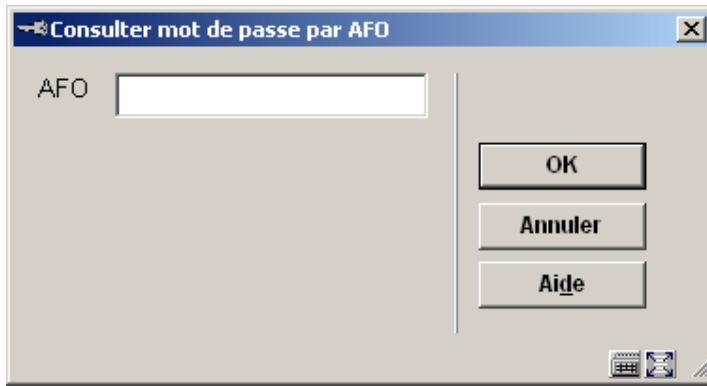 Consulter mot de passe par AFO
AFO
OK
Annuler
Aide